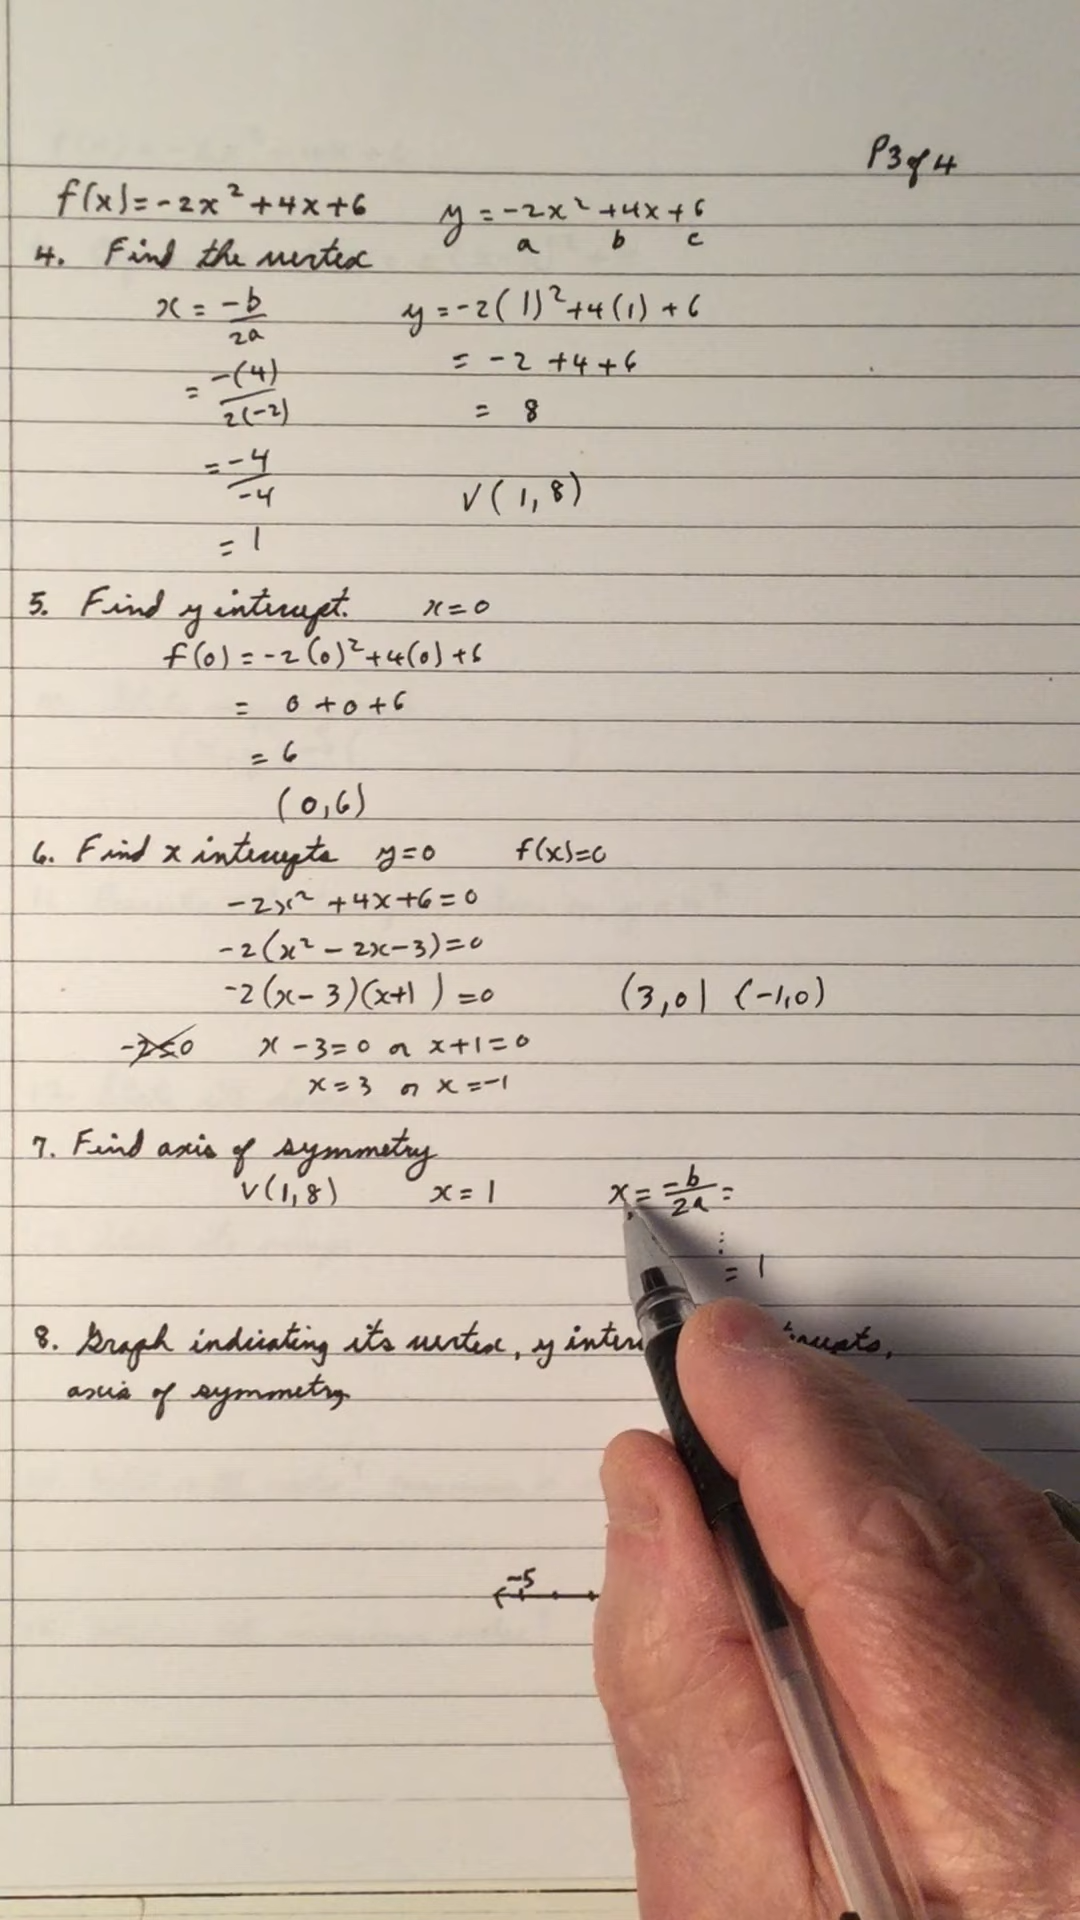 P3 of 4
f(x)=-2x²+4x+6 y=-2x²+4x+6
a b c
4. Find the vertex
x = -b/2a y=-2(1)²+4(1)+6
= -(4)/2(-2) = -2+4+6
= 8
= -4/-4 V(1,8)
= 1
5. Find y intercept. x=0
f(0)=-2(0)²+4(0)+6
= 0+0+6
= 6
(0,6)
6. Find x intercepts y=0 f(x)=0
-2x²+4x+6=0
-2(x²-2x-3)=0
-2(x-3)(x+1)=0 (3,0) (-1,0)
x-3=0 or x+1=0
x=3 or x=-1
7. Find axis of symmetry
V(1,8) x=1 x=-b/2a=
⋮
= 1
8. Graph indicating its vertex, y
axis of symmetry
-5